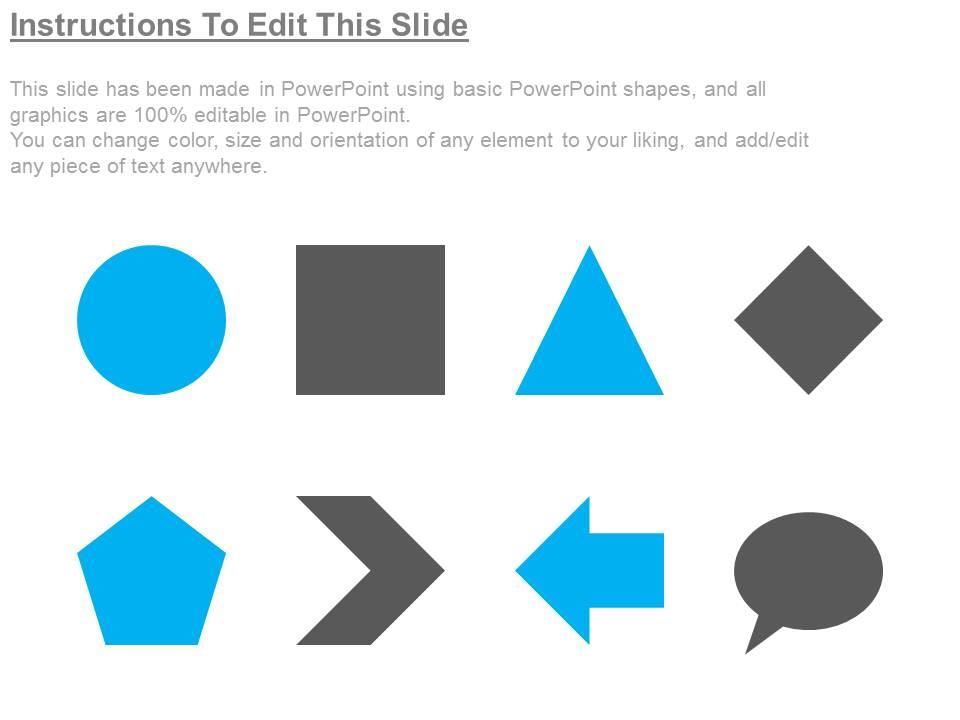 Instructions To Edit This Slide
This slide has been made in PowerPoint using basic PowerPoint shapes, and all
graphics are 100% editable in PowerPoint.
You can change color, size and orientation of any element to your liking, and add/edit
any piece of text anywhere.